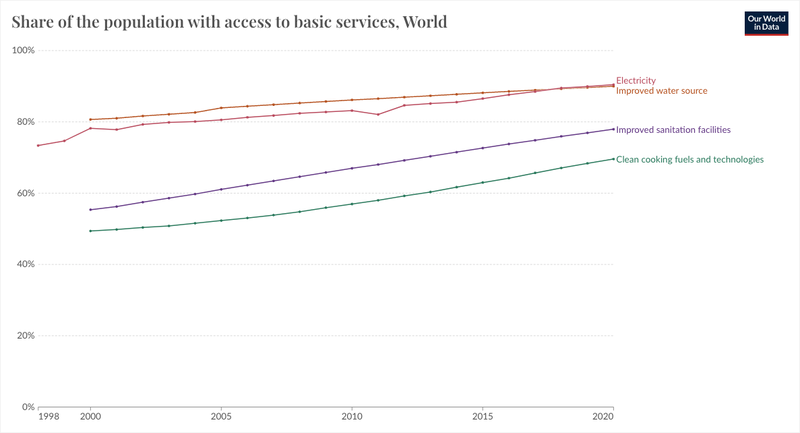 Share of the population with access to basic services, World
Our World
in Data
100%
80%
60%
40%
20%
0%
Electricity
Improved water source
Improved sanitation facilities
Clean cooking fuels and technologies
1998 2000 2005 2010 2015 2020